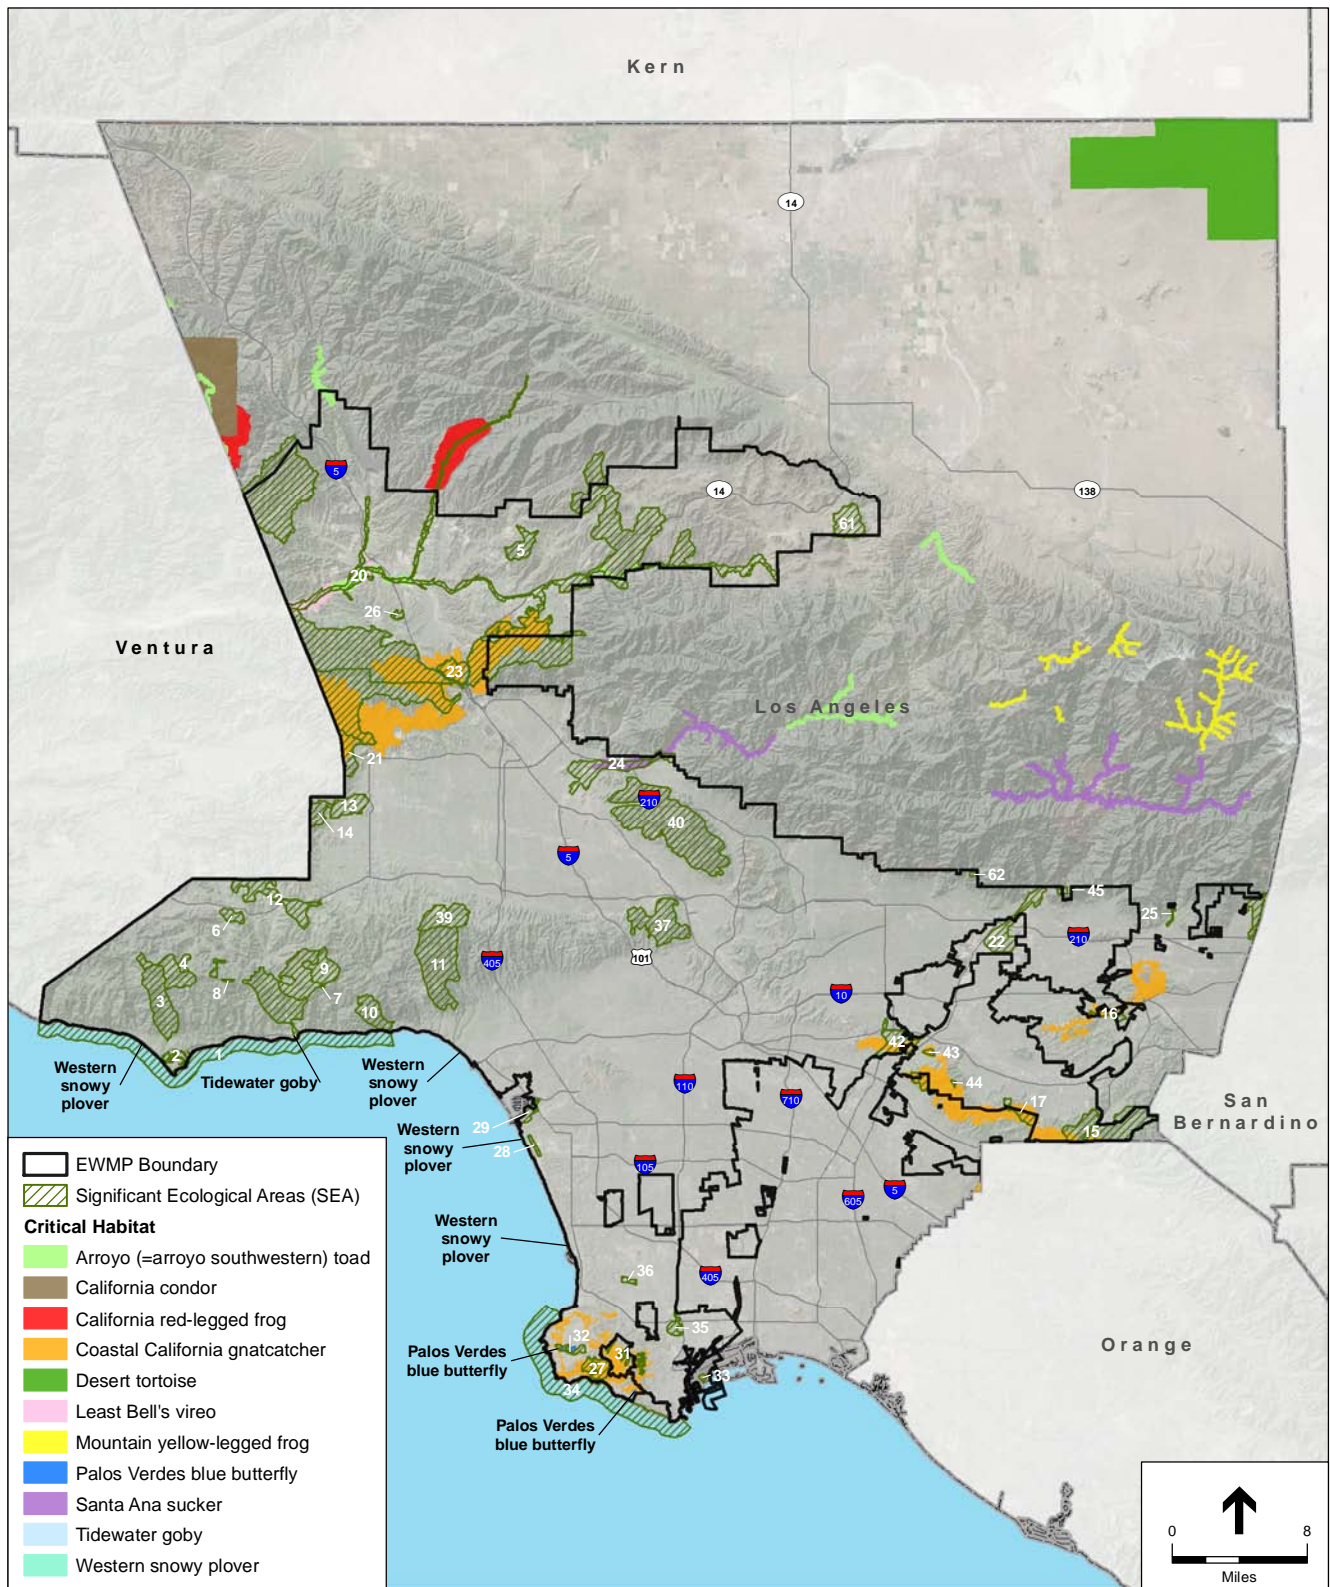 Kern
14
5
14
138
61
5
20
26
Ventura
23
Los Angeles
21
24
210
13
40
14
5
62
45
12
25
6
39
37
22
210
101
4
9
11
405
3
8
7
10
16
10
42
43
2
1
Western
snowy
plover
Tidewater goby
Western
snowy
plover
44
110
710
17
San
Bernardino
15
29
Western
snowy
plover
28
105
605
5
Western
snowy
plover
36
405
32
35
31
Palos Verdes
blue butterfly
27
33
34
Orange
Palos Verdes
blue butterfly
EWMP Boundary
Significant Ecological Areas (SEA)
Critical Habitat
Arroyo (=arroyo southwestern) toad
California condor
California red-legged frog
Coastal California gnatcatcher
Desert tortoise
Least Bell's vireo
Mountain yellow-legged frog
Palos Verdes blue butterfly
Santa Ana sucker
Tidewater goby
Western snowy plover
0 8
Miles